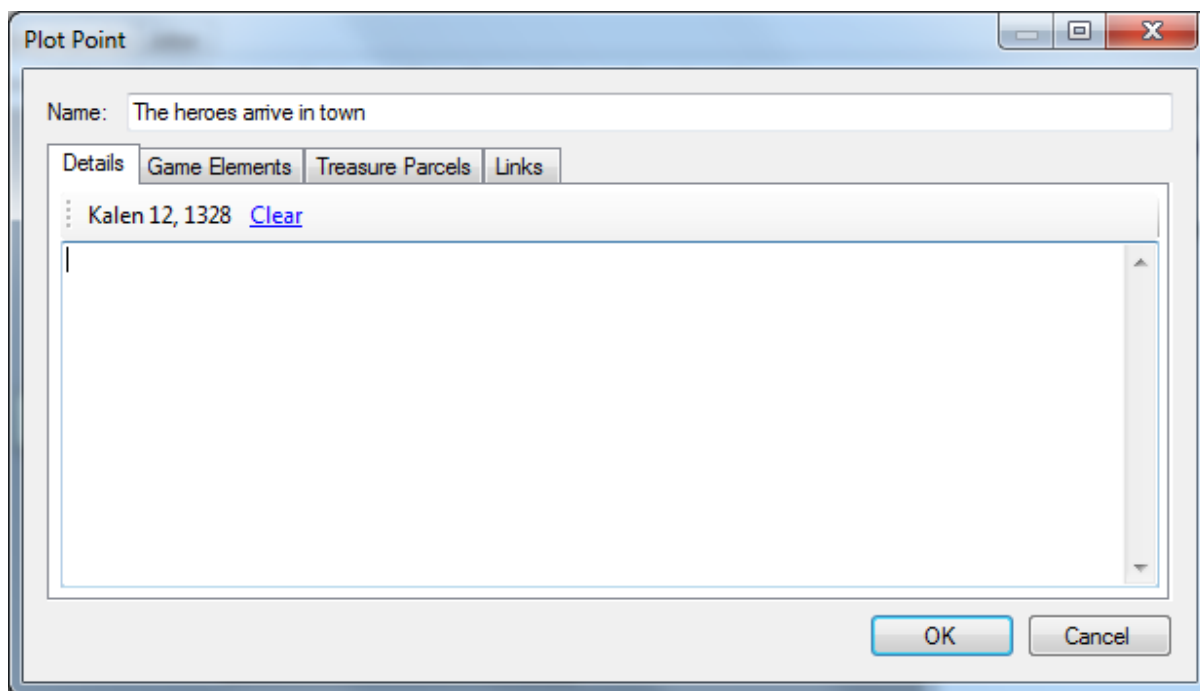 Plot Point
Name: The heroes arrive in town
Details Game Elements Treasure Parcels Links
Kalen 12, 1328 Clear
OK Cancel